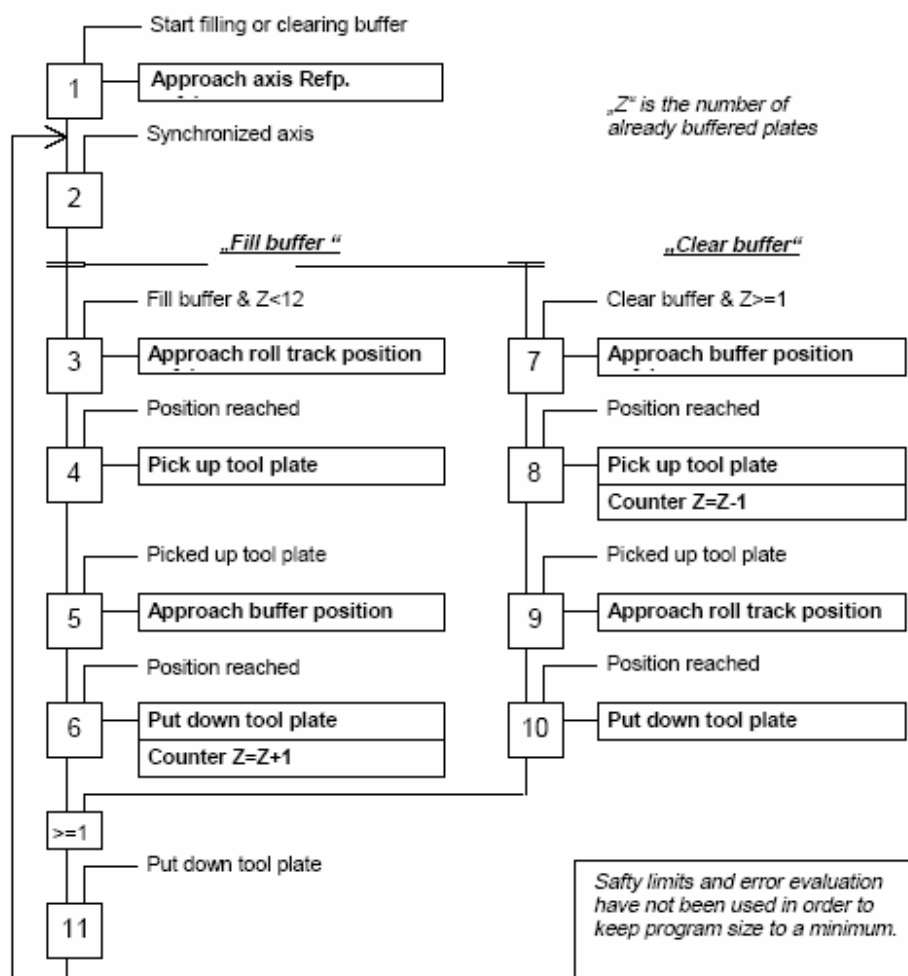 Start filling or clearing buffer
1
Approach axis Refp.
Synchronized axis
„Z“ is the number of
already buffered plates
2
„Fill buffer “
„Clear buffer“
Fill buffer & Z<12
Clear buffer & Z>=1
3
Approach roll track position
7
Approach buffer position
Position reached
Position reached
4
Pick up tool plate
8
Pick up tool plate
Counter Z=Z-1
Picked up tool plate
Picked up tool plate
5
Approach buffer position
9
Approach roll track position
Position reached
Position reached
6
Put down tool plate
Counter Z=Z+1
10
Put down tool plate
>=1
Put down tool plate
11
Safty limits and error evaluation
have not been used in order to
keep program size to a minimum.